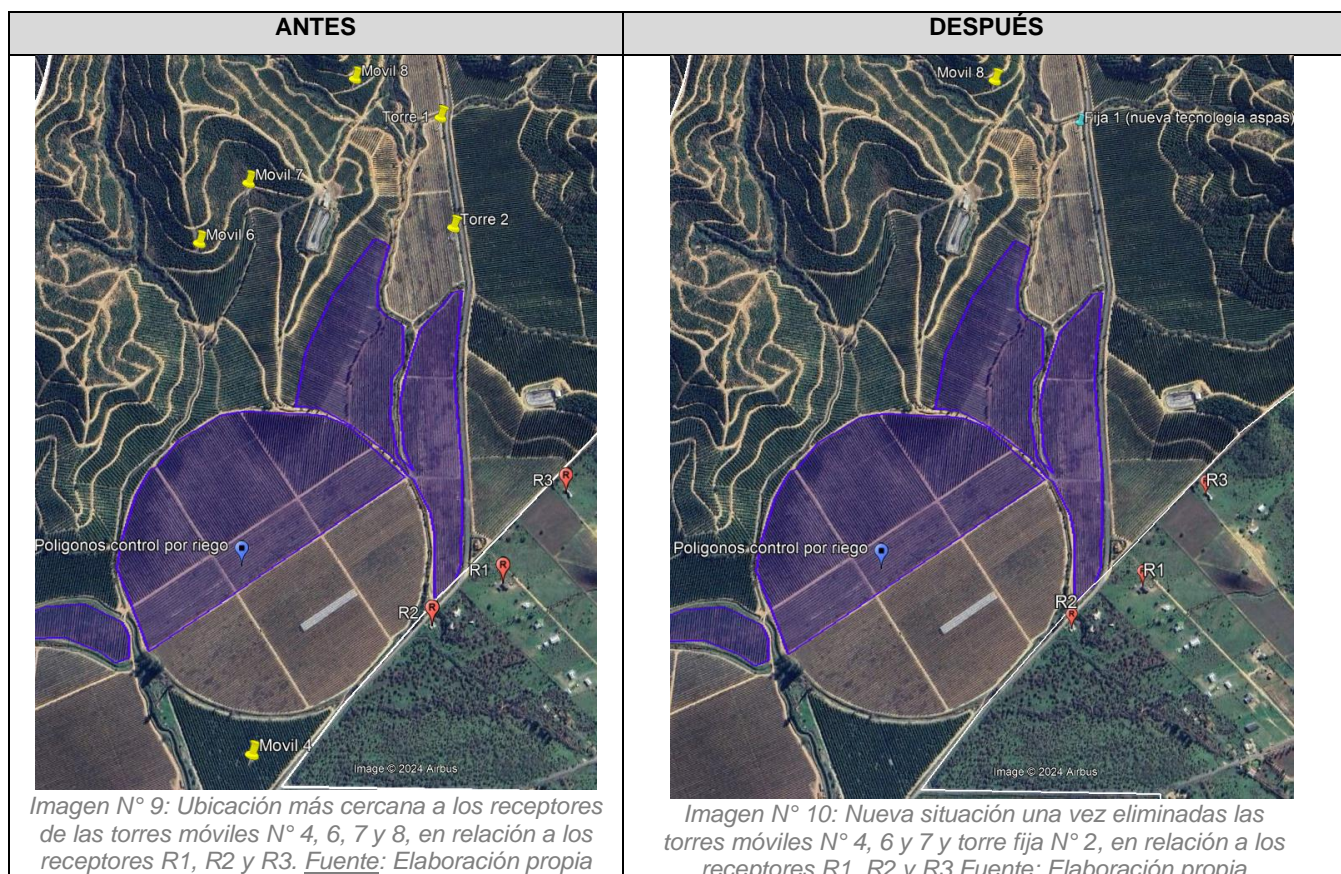 ANTES
DESPUÉS
Movil 8
Torre 1
Movil 7
Torre 2
Movil 6
R3
R
Poligonos control por riego
R1
R
R2
R
Movil 4
Image © 2024 Airbus
Imagen N° 9: Ubicación más cercana a los receptores
de las torres móviles N° 4, 6, 7 y 8, en relación a los
receptores R1, R2 y R3. Fuente: Elaboración propia
Movil 8
Fija 1 (nueva tecnología aspas)
R3
Poligonos control por riego
R1
R2
R
Image © 2024 Airbus
Imagen N° 10: Nueva situación una vez eliminadas las
torres móviles N° 4, 6 y 7 y torre fija N° 2, en relación a los
receptores R1, R2 y R3 Fuente: Elaboración propia